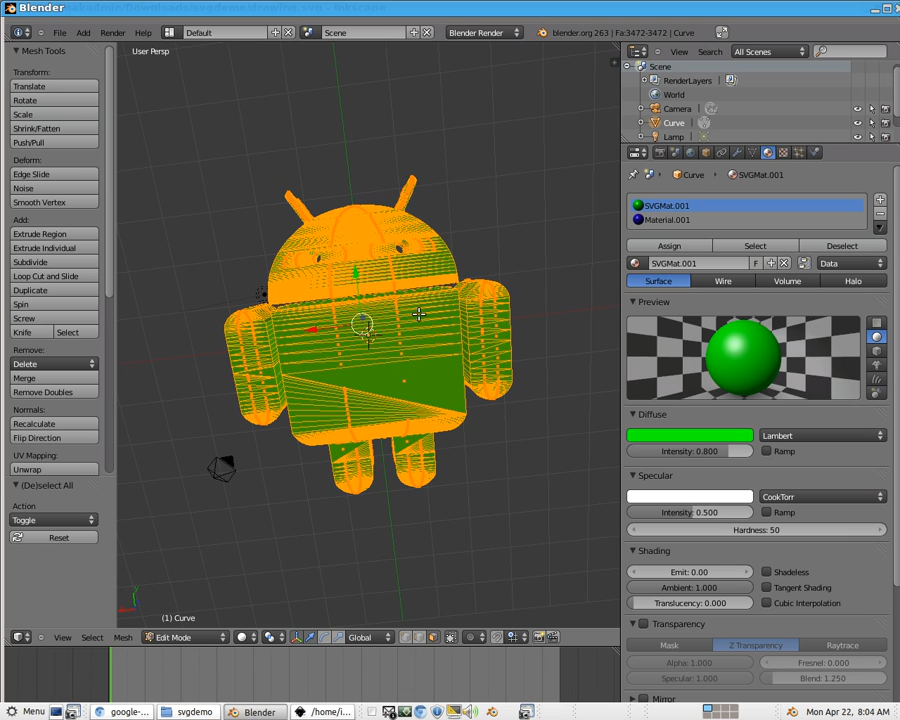 Blender
File
Add
Render
Help
Default
Scene
Blender Render
blender.org 263 | Fa:3472-3472 | Curve
Mesh Tools
Transform:
Translate
Rotate
Scale
Shrink/Fatten
Push/Pull
Deform:
Edge Slide
Noise
Smooth Vertex
Add:
Extrude Region
Extrude Individual
Subdivide
Loop Cut and Slide
Duplicate
Spin
Screw
Knife Select
Remove:
Delete
Merge
Remove Doubles
Normals:
Recalculate
Flip Direction
UV Mapping:
Unwrap
(De)select All
Action
Toggle
Reset
User Persp
(1) Curve
View Select Mesh Edit Mode Global
View Search All Scenes
Scene
RenderLayers
World
Camera
Curve
Lamp
Curve SVGMat.001
SVGMat.001
Material.001
Assign Select Deselect
SVGMat.001 F Data
Surface Wire Volume Halo
Preview
Diffuse
Lambert
Intensity: 0.800 Ramp
Specular
CookTorr
Intensity: 0.500 Ramp
Hardness: 50
Shading
Emit: 0.00 Shadeless
Ambient: 1.000 Tangent Shading
Translucency: 0.000 Cubic Interpolation
Transparency
Mask Z Transparency Raytrace
Alpha: 1.000 Fresnel: 0.000
Specular: 1.000 Blend: 1.250
Mirror
Menu google-... svgdemo Blender /home/i... Mon Apr 22, 8:04 AM